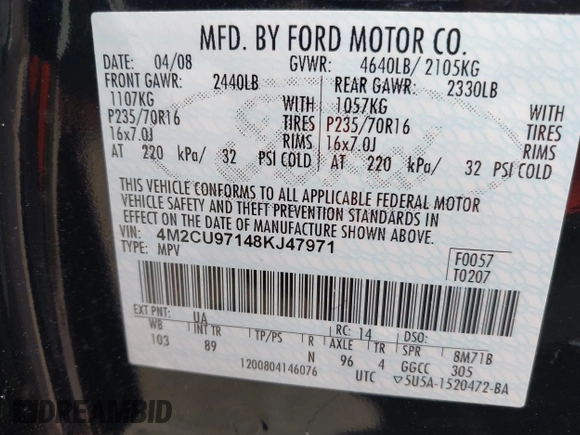 MFD. BY FORD MOTOR CO.
DATE: 04/08 GVWR: 4640LB/ 2105KG
FRONT GAWR: 2440LB REAR GAWR: 2330LB
1107KG WITH 1057KG WITH
P235/70R16 TIRES P235/70R16 TIRES
16x7.0J RIMS 16x7.0J RIMS
AT 220 kPa/ 32 PSI COLD AT 220 kPa/ 32 PSI COLD
THIS VEHICLE CONFORMS TO ALL APPLICABLE FEDERAL MOTOR
VEHICLE SAFETY AND THEFT PREVENTION STANDARDS IN
EFFECT ON THE DATE OF MANUFACTURE SHOWN ABOVE.
VIN: 4M2CU97148KJ47971
TYPE: MPV
F0057
T0207
EXT PNT: UA RC: 14 DSO:
WB INT TR TP/PS R AXLE TR SPR 8M71B
103 89 N 96 4 GGCC 305
1200804146076 UTC ▽5U5A-1520472-BA
DREAMBID